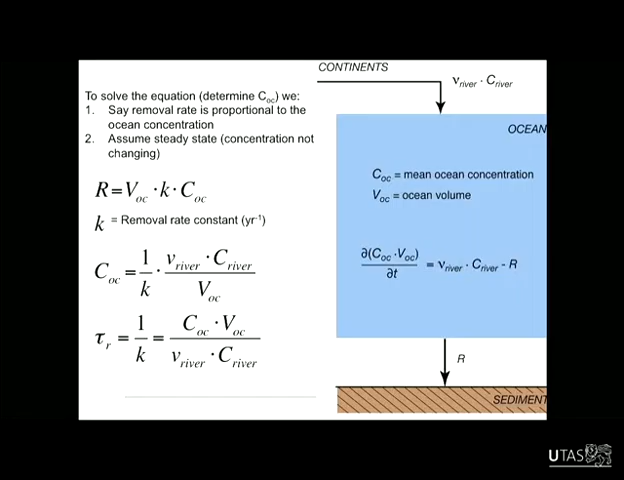 CONTINENTS
ν_river · C_river
To solve the equation (determine C_oc) we:
1. Say removal rate is proportional to the
ocean concentration
2. Assume steady state (concentration not
changing)
OCEAN
C_oc = mean ocean concentration
V_oc = ocean volume
R=V_oc · k · C_oc
k = Removal rate constant (yr⁻¹)
∂(C_oc · V_oc)/∂t = ν_river · C_river - R
C_oc = 1/k · ν_river · C_river / V_oc
τ_r = 1/k = C_oc · V_oc / ν_river · C_river
R
SEDIMENT
UTAS